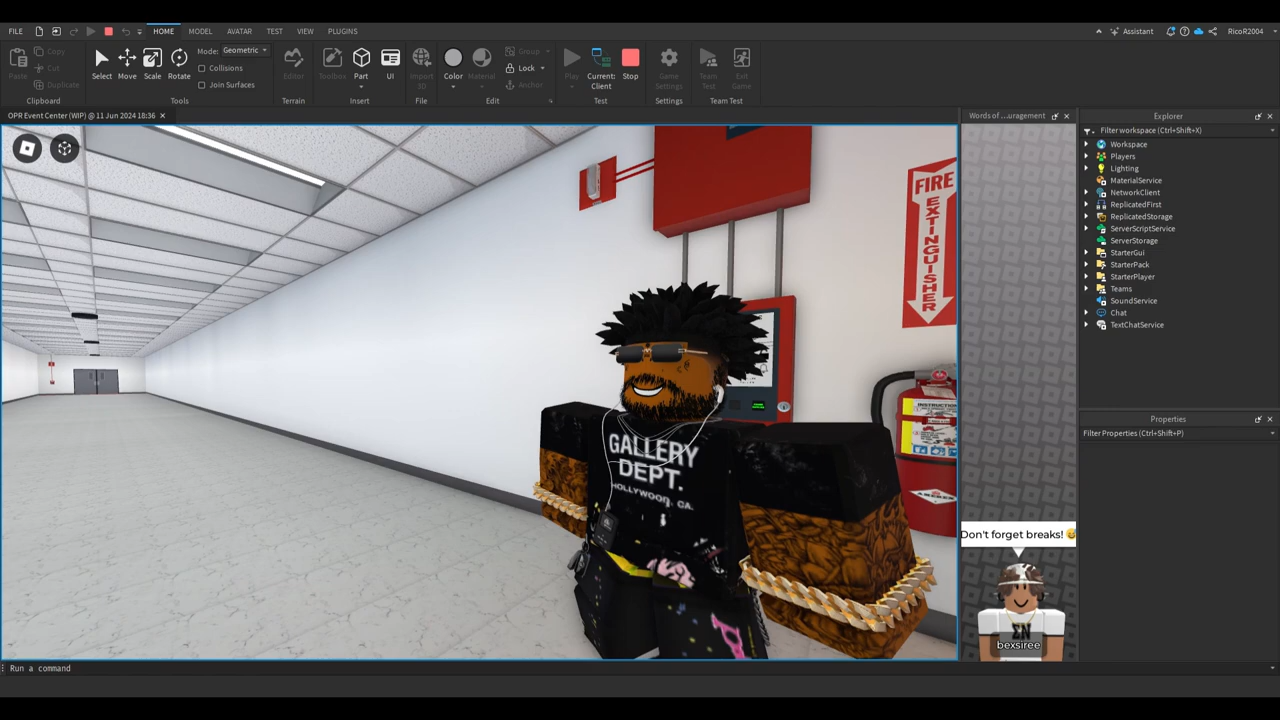 FILE
HOME
MODEL
AVATAR
TEST
VIEW
PLUGINS
Assistant
RicoR2004
Paste
Copy
Cut
Duplicate
Clipboard
Select
Move
Scale
Rotate
Mode: Geometric
Collisions
Join Surfaces
Tools
Editor
Terrain
Toolbox
Part
UI
Insert
Import
3D
File
Color
Material
Group
Lock
Anchor
Edit
Play
Current:
Client
Stop
Test
Game
Settings
Settings
Team
Test
Exit
Game
Team Test
OPR Event Center (WIP) @ 11 Jun 2024 18:36
Words of ...uragement
Explorer
Filter workspace (Ctrl+Shift+X)
Workspace
Players
Lighting
MaterialService
NetworkClient
ReplicatedFirst
ReplicatedStorage
ServerScriptService
ServerStorage
StarterGui
StarterPack
StarterPlayer
Teams
SoundService
Chat
TextChatService
Properties
Filter Properties (Ctrl+Shift+P)
FIRE
EXTINGUISHER
GALLERY
DEPT.
HOLLYWOOD, CA.
Don't forget breaks!
bexsiree
Run a command